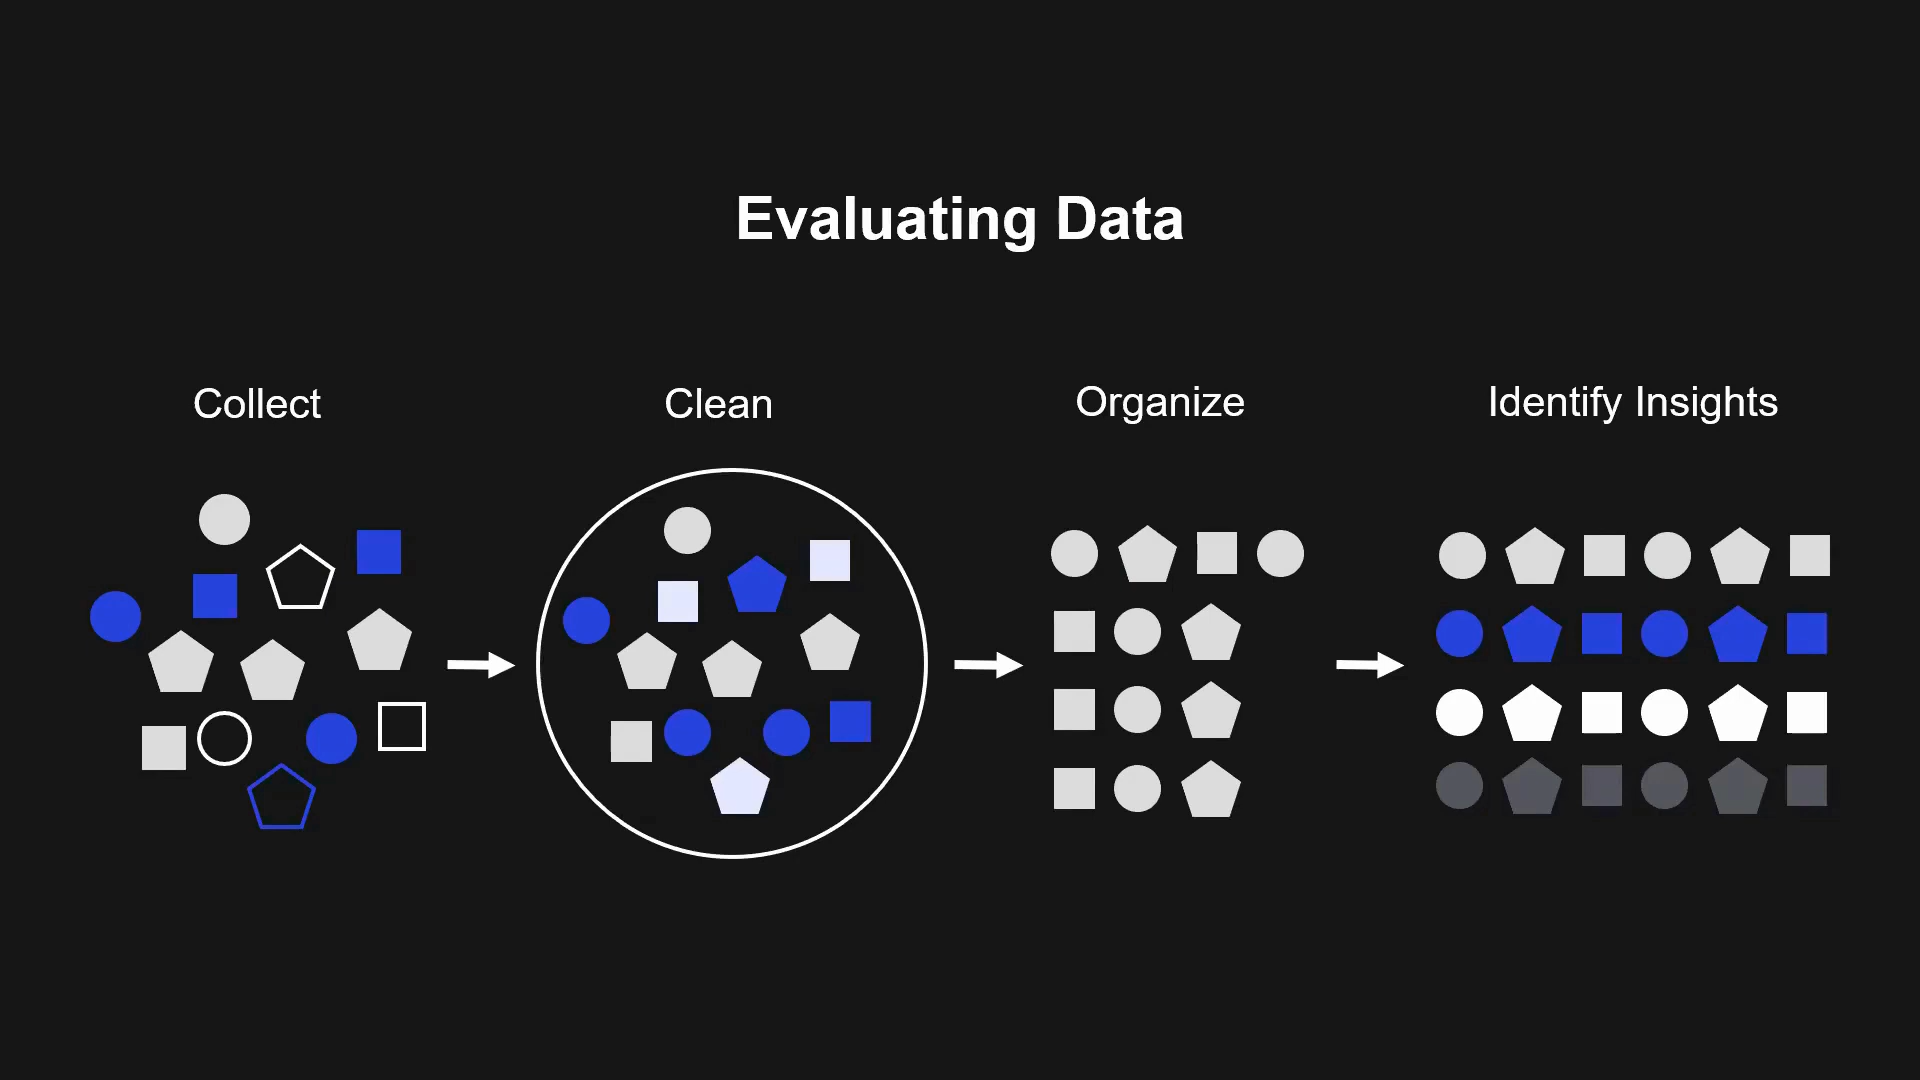 Evaluating Data
Collect
Clean
Organize
Identify Insights